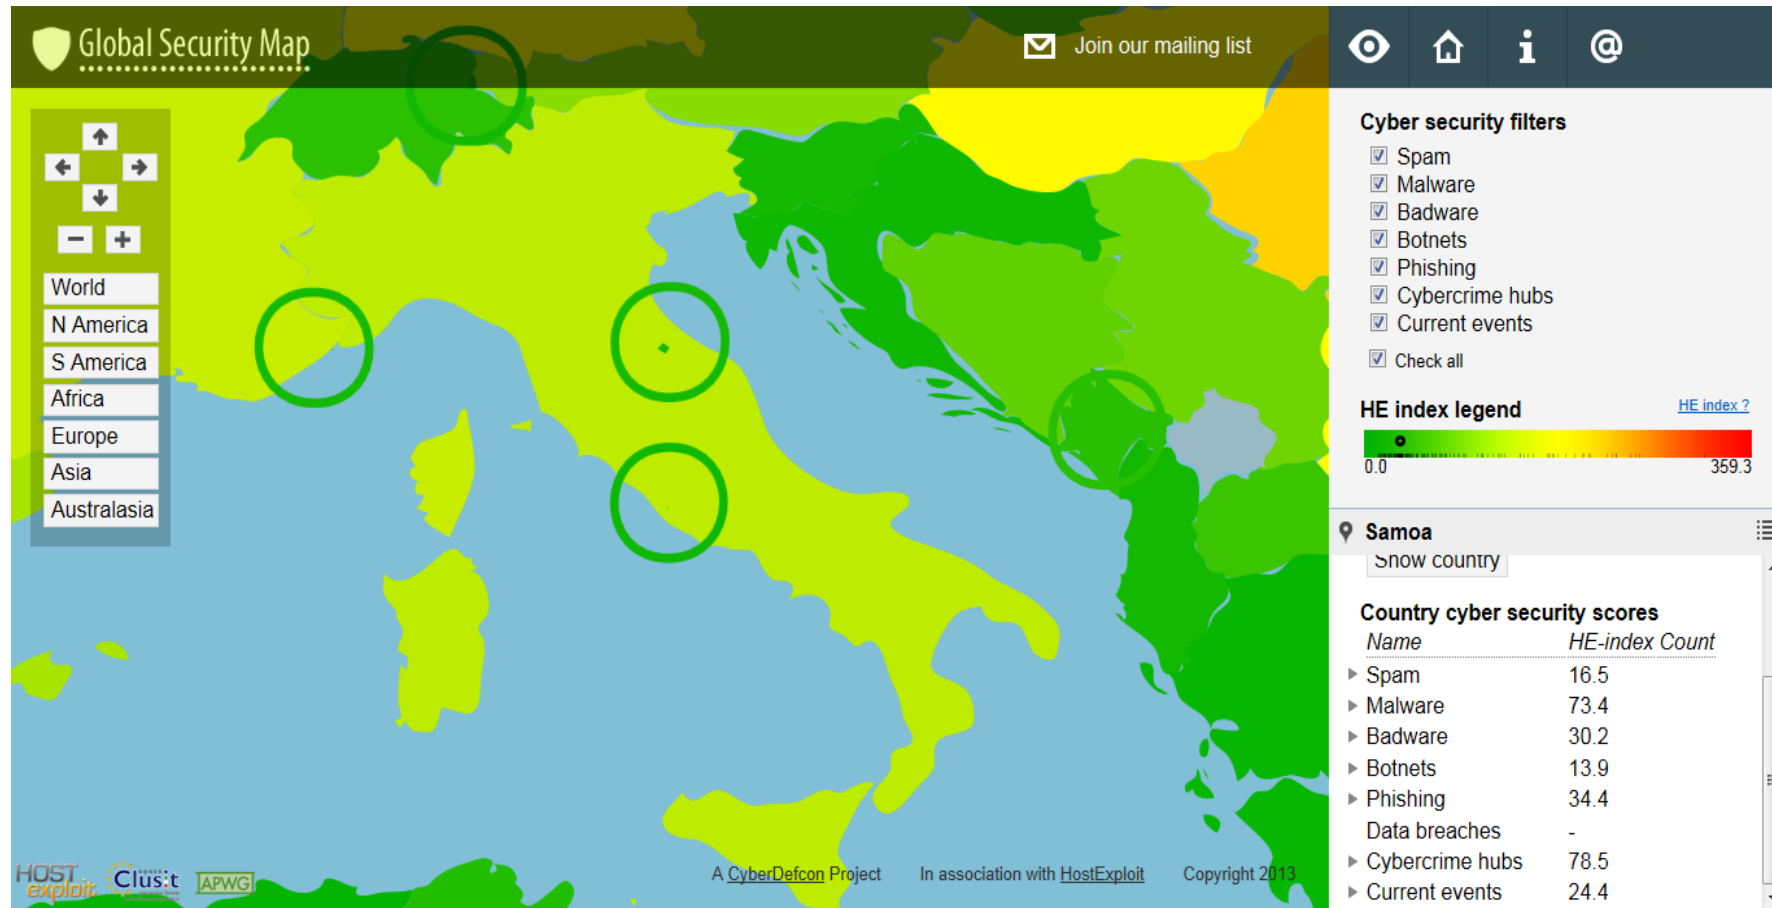 Global Security Map
Join our mailing list
World
N America
S America
Africa
Europe
Asia
Australasia
HOST
exploit
Clusit
APWG
A CyberDefcon Project
In association with HostExploit
Copyright 2013
Cyber security filters
Spam
Malware
Badware
Botnets
Phishing
Cybercrime hubs
Current events
Check all
HE index legend
HE index ?
0.0
359.3
Samoa
Show country
Country cyber security scores
Name HE-index Count
Spam 16.5
Malware 73.4
Badware 30.2
Botnets 13.9
Phishing 34.4
Data breaches -
Cybercrime hubs 78.5
Current events 24.4